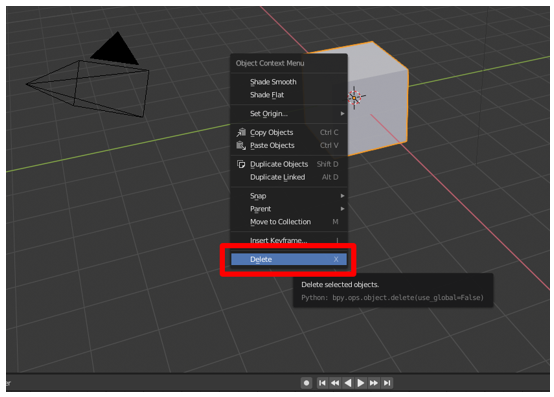 Object Context Menu
Shade Smooth
Shade Flat
Set Origin...
Copy Objects Ctrl C
Paste Objects Ctrl V
Duplicate Objects Shift D
Duplicate Linked Alt D
Snap
Parent
Move to Collection M
Insert Keyframe... I
Delete X
Delete selected objects.
Python: bpy.ops.object.delete(use_global=False)